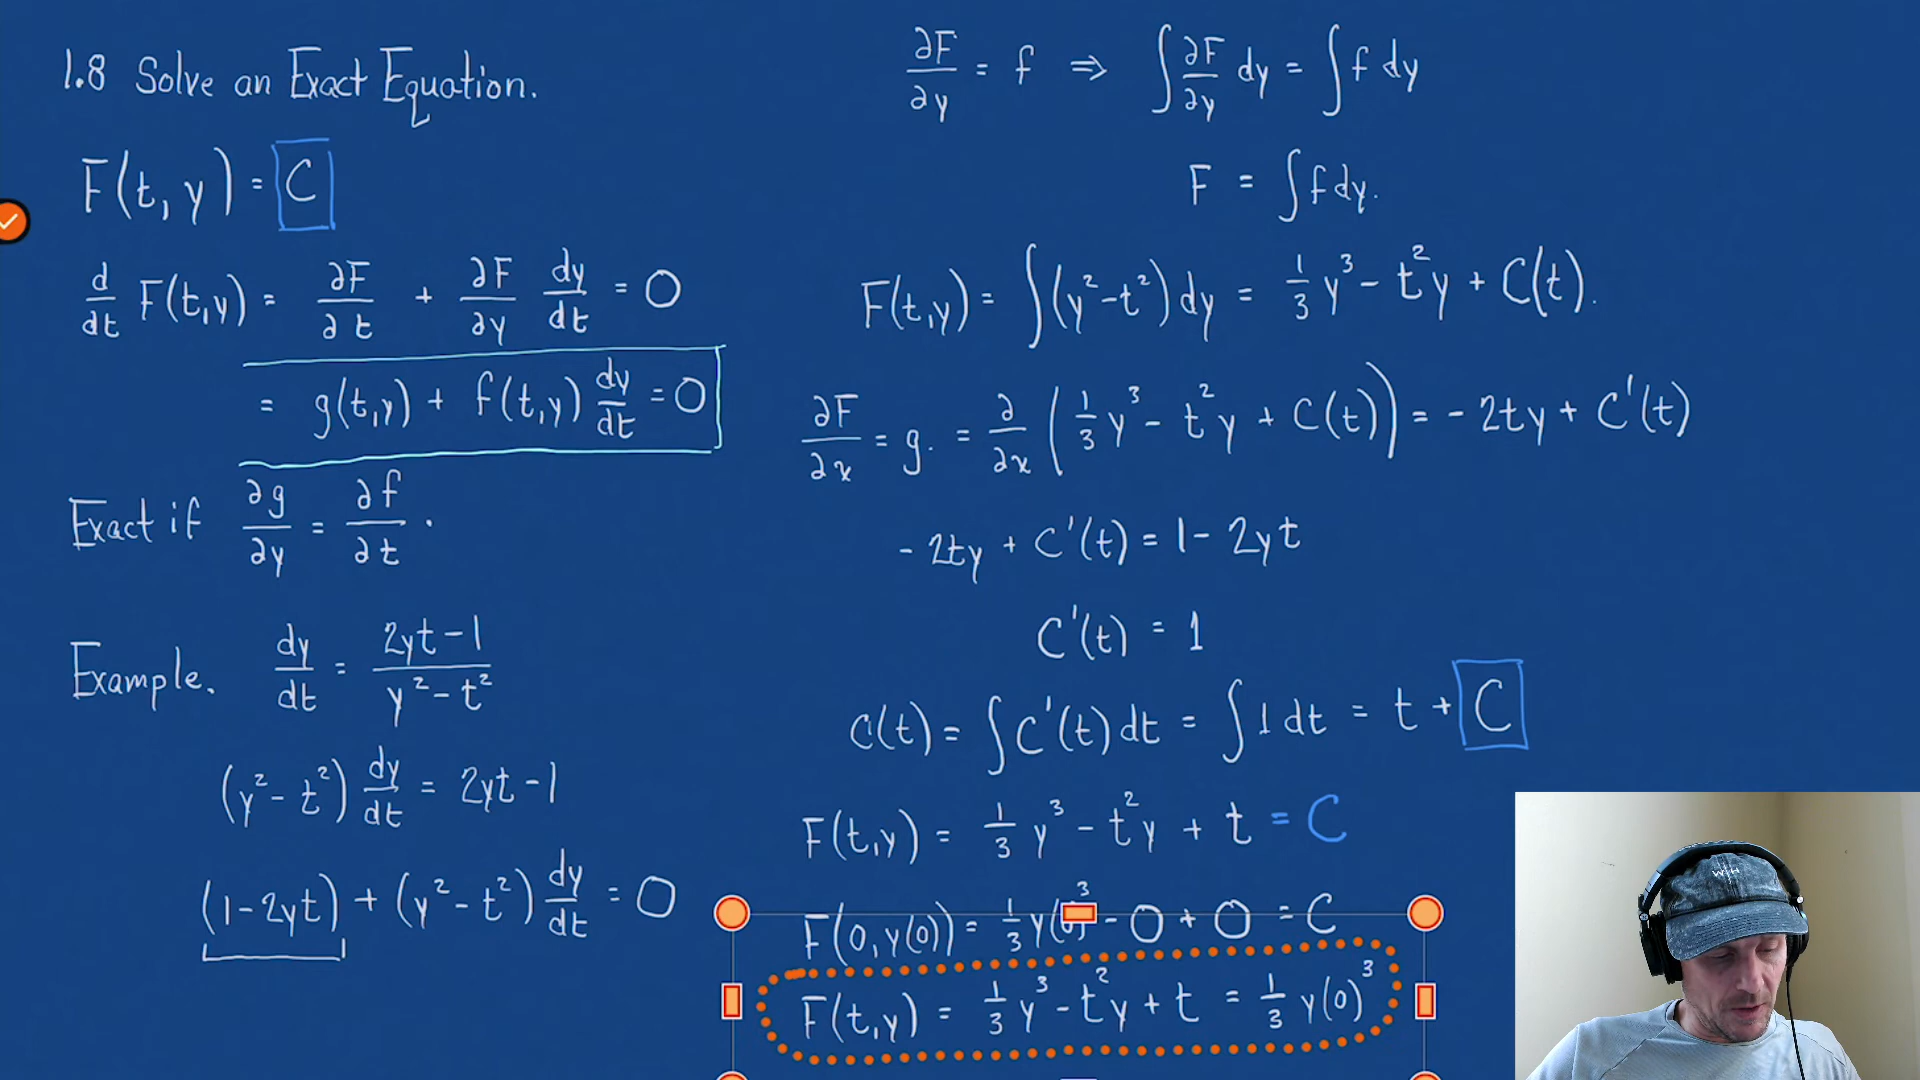 1.8 Solve an Exact Equation.
F(t, y) = C
d/dt F(t,y) = ∂F/∂t + ∂F/∂y dy/dt = 0
= g(t,y) + f(t,y) dy/dt = 0
Exact if ∂g/∂y = ∂f/∂t .
Example. dy/dt = (2yt - 1)/(y² - t²)
(y² - t²) dy/dt = 2yt - 1
(1 - 2yt) + (y² - t²) dy/dt = 0
∂F/∂y = f ⇒ ∫ ∂F/∂y dy = ∫ f dy
F = ∫ f dy.
F(t,y) = ∫(y² - t²) dy = 1/3 y³ - t²y + C(t).
∂F/∂x = g. = ∂/∂x (1/3 y³ - t²y + C(t)) = - 2ty + C'(t)
- 2ty + C'(t) = 1 - 2yt
C'(t) = 1
C(t) = ∫ C'(t) dt = ∫ 1 dt = t + C
F(t,y) = 1/3 y³ - t²y + t = C
F(0, y(0)) = 1/3 y(0)³ - 0 + 0 = C
F(t,y) = 1/3 y³ - t²y + t = 1/3 y(0)³